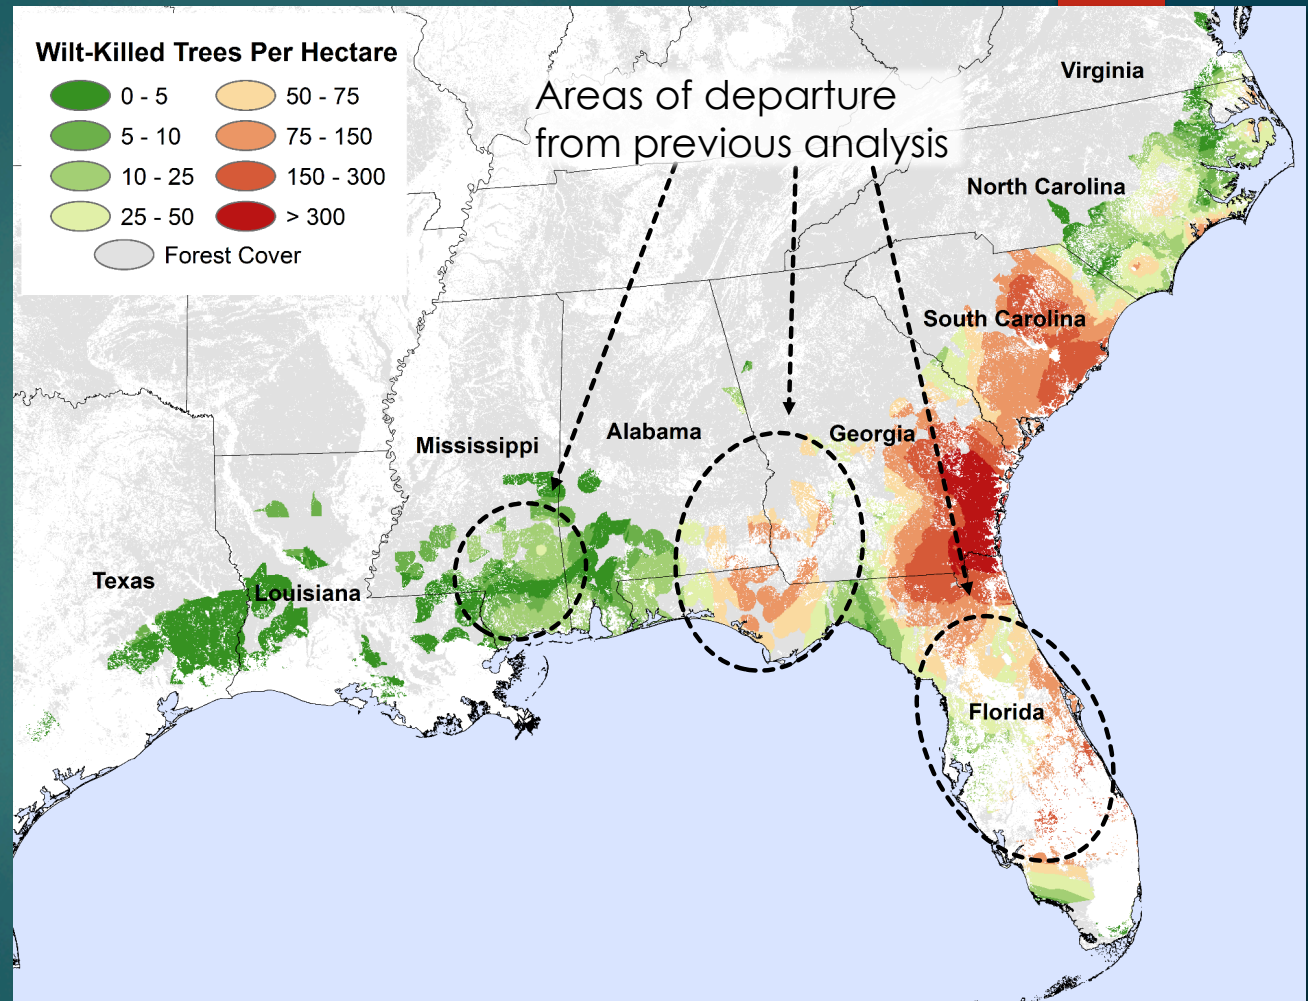 Wilt-Killed Trees Per Hectare
0 - 5
50 - 75
5 - 10
75 - 150
10 - 25
150 - 300
25 - 50
> 300
Forest Cover
Areas of departure
from previous analysis
Virginia
North Carolina
South Carolina
Georgia
Alabama
Mississippi
Texas
Louisiana
Florida